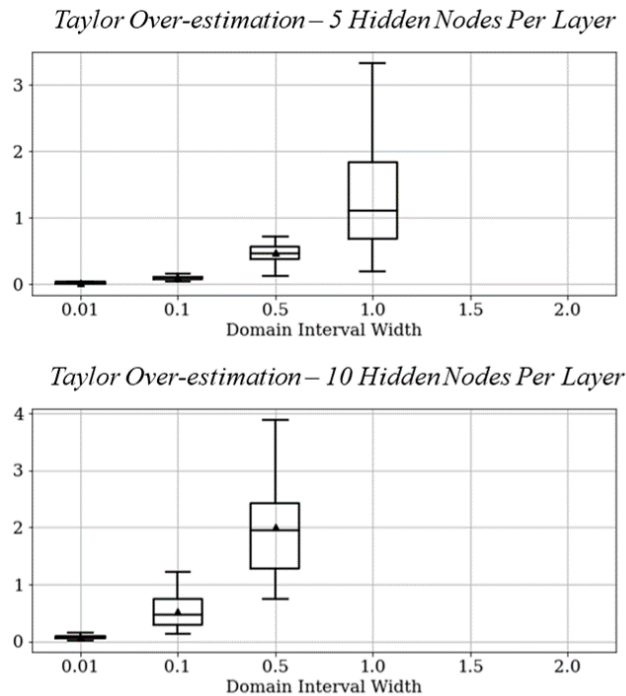 Taylor Over-estimation – 5 Hidden Nodes Per Layer
3
2
1
0
0.01 0.1 0.5 1.0 1.5 2.0
Domain Interval Width
Taylor Over-estimation – 10 Hidden Nodes Per Layer
4
3
2
1
0
0.01 0.1 0.5 1.0 1.5 2.0
Domain Interval Width